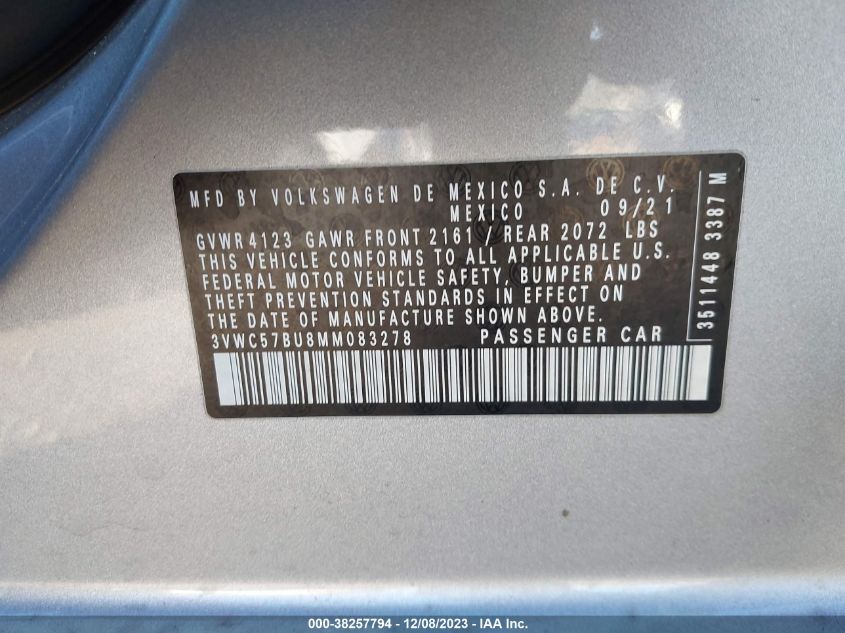 MFD BY VOLKSWAGEN DE MEXICO S.A. DE C.V.
MEXICO 09/21
GVWR 4123 GAWR FRONT 2161 / REAR 2072 LBS
THIS VEHICLE CONFORMS TO ALL APPLICABLE U.S.
FEDERAL MOTOR VEHICLE SAFETY, BUMPER AND
THEFT PREVENTION STANDARDS IN EFFECT ON
THE DATE OF MANUFACTURE SHOWN ABOVE.
3VWC57BU8MM083278 PASSENGER CAR
3511448 3387 M
000-38257794 - 12/08/2023 - IAA Inc.